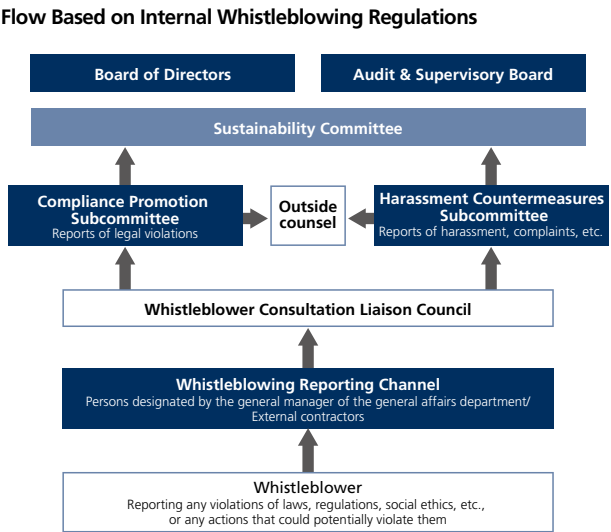 Flow Based on Internal Whistleblowing Regulations
Board of Directors
Audit & Supervisory Board
Sustainability Committee
Compliance Promotion
Subcommittee
Reports of legal violations
Outside
counsel
Harassment Countermeasures
Subcommittee
Reports of harassment, complaints, etc.
Whistleblower Consultation Liaison Council
Whistleblowing Reporting Channel
Persons designated by the general manager of the general affairs department/
External contractors
Whistleblower
Reporting any violations of laws, regulations, social ethics, etc.,
or any actions that could potentially violate them